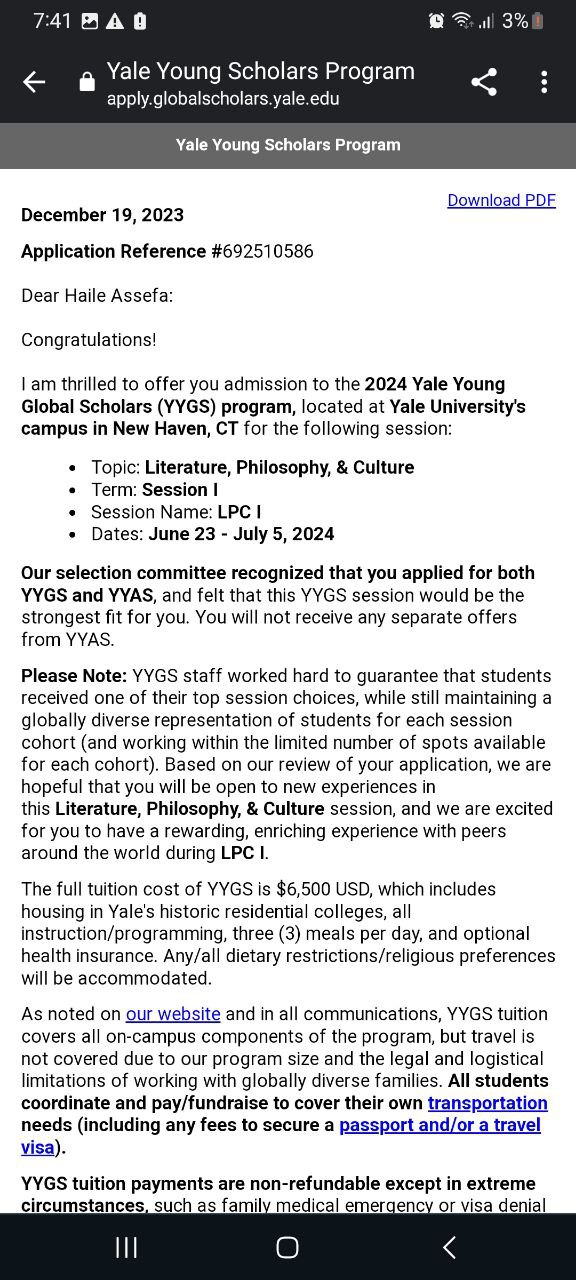 7:41 3%
Yale Young Scholars Program
apply.globalscholars.yale.edu
Yale Young Scholars Program
Download PDF
December 19, 2023
Application Reference #692510586
Dear Haile Assefa:
Congratulations!
I am thrilled to offer you admission to the 2024 Yale Young
Global Scholars (YYGS) program, located at Yale University's
campus in New Haven, CT for the following session:
• Topic: Literature, Philosophy, & Culture
• Term: Session I
• Session Name: LPC I
• Dates: June 23 - July 5, 2024
Our selection committee recognized that you applied for both
YYGS and YYAS, and felt that this YYGS session would be the
strongest fit for you. You will not receive any separate offers
from YYAS.
Please Note: YYGS staff worked hard to guarantee that students
received one of their top session choices, while still maintaining a
globally diverse representation of students for each session
cohort (and working within the limited number of spots available
for each cohort). Based on our review of your application, we are
hopeful that you will be open to new experiences in
this Literature, Philosophy, & Culture session, and we are excited
for you to have a rewarding, enriching experience with peers
around the world during LPC I.
The full tuition cost of YYGS is $6,500 USD, which includes
housing in Yale's historic residential colleges, all
instruction/programming, three (3) meals per day, and optional
health insurance. Any/all dietary restrictions/religious preferences
will be accommodated.
As noted on our website and in all communications, YYGS tuition
covers all on-campus components of the program, but travel is
not covered due to our program size and the legal and logistical
limitations of working with globally diverse families. All students
coordinate and pay/fundraise to cover their own transportation
needs (including any fees to secure a passport and/or a travel
visa).
YYGS tuition payments are non-refundable except in extreme
circumstances, such as family medical emergency or visa denial